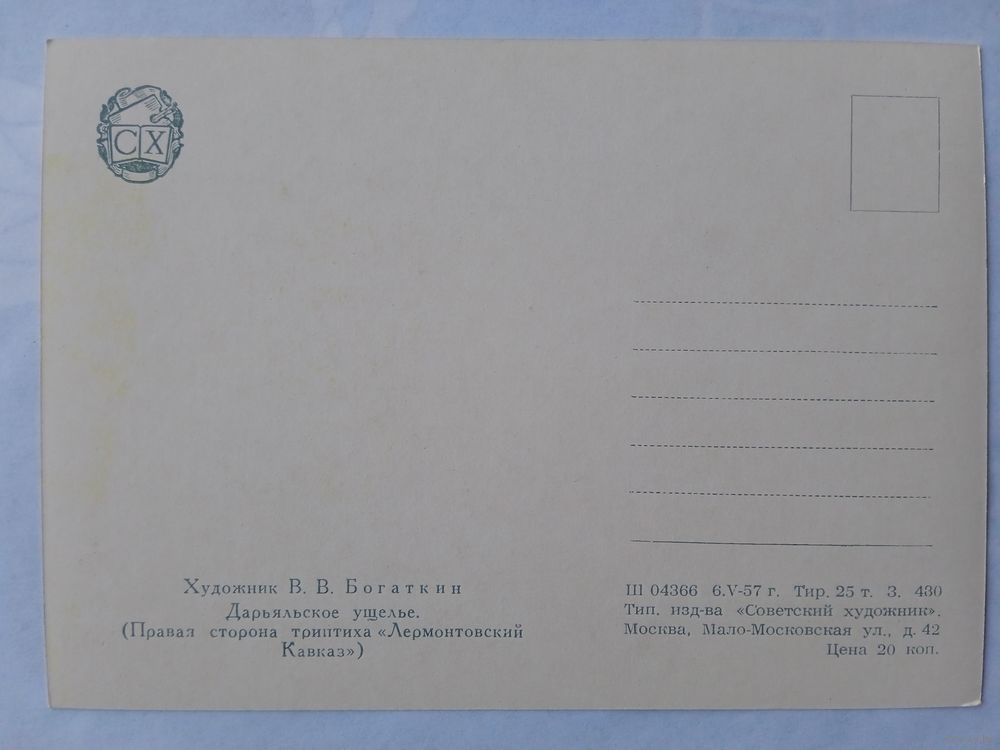 СХ
Художник В. В. Богаткин
Дарьяльское ущелье.
(Правая сторона триптиха «Лермонтовский
Кавказ»)
Ш 04366 6.V-57 г. Тир. 25 т. З. 430
Тип. изд-ва «Советский художник».
Москва, Мало-Московская ул., д. 42
Цена 20 коп.